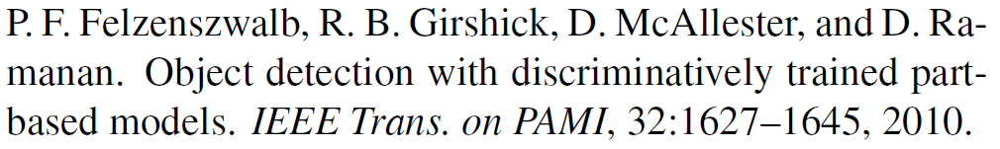 P. F. Felzenszwalb, R. B. Girshick, D. McAllester, and D. Ra-
manan. Object detection with discriminatively trained part-
based models. IEEE Trans. on PAMI, 32:1627–1645, 2010.